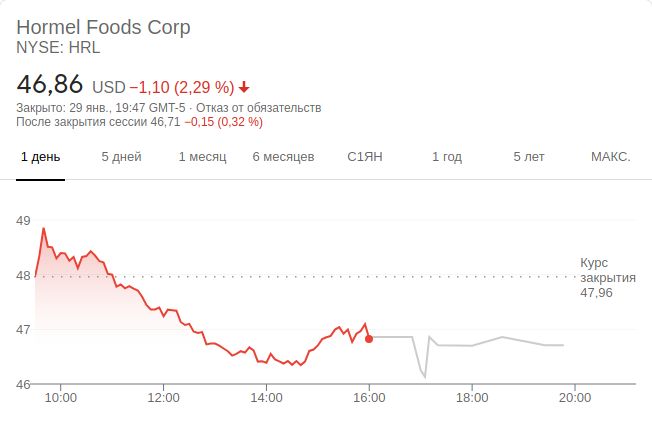 Hormel Foods Corp
NYSE: HRL
46,86 USD −1,10 (2,29 %)
Закрыто: 29 янв., 19:47 GMT-5 · Отказ от обязательств
После закрытия сессии 46,71 −0,15 (0,32 %)
1 день 5 дней 1 месяц 6 месяцев С1ЯН 1 год 5 лет МАКС.
49
48
47
46
Курс
закрытия
47,96
10:00 12:00 14:00 16:00 18:00 20:00